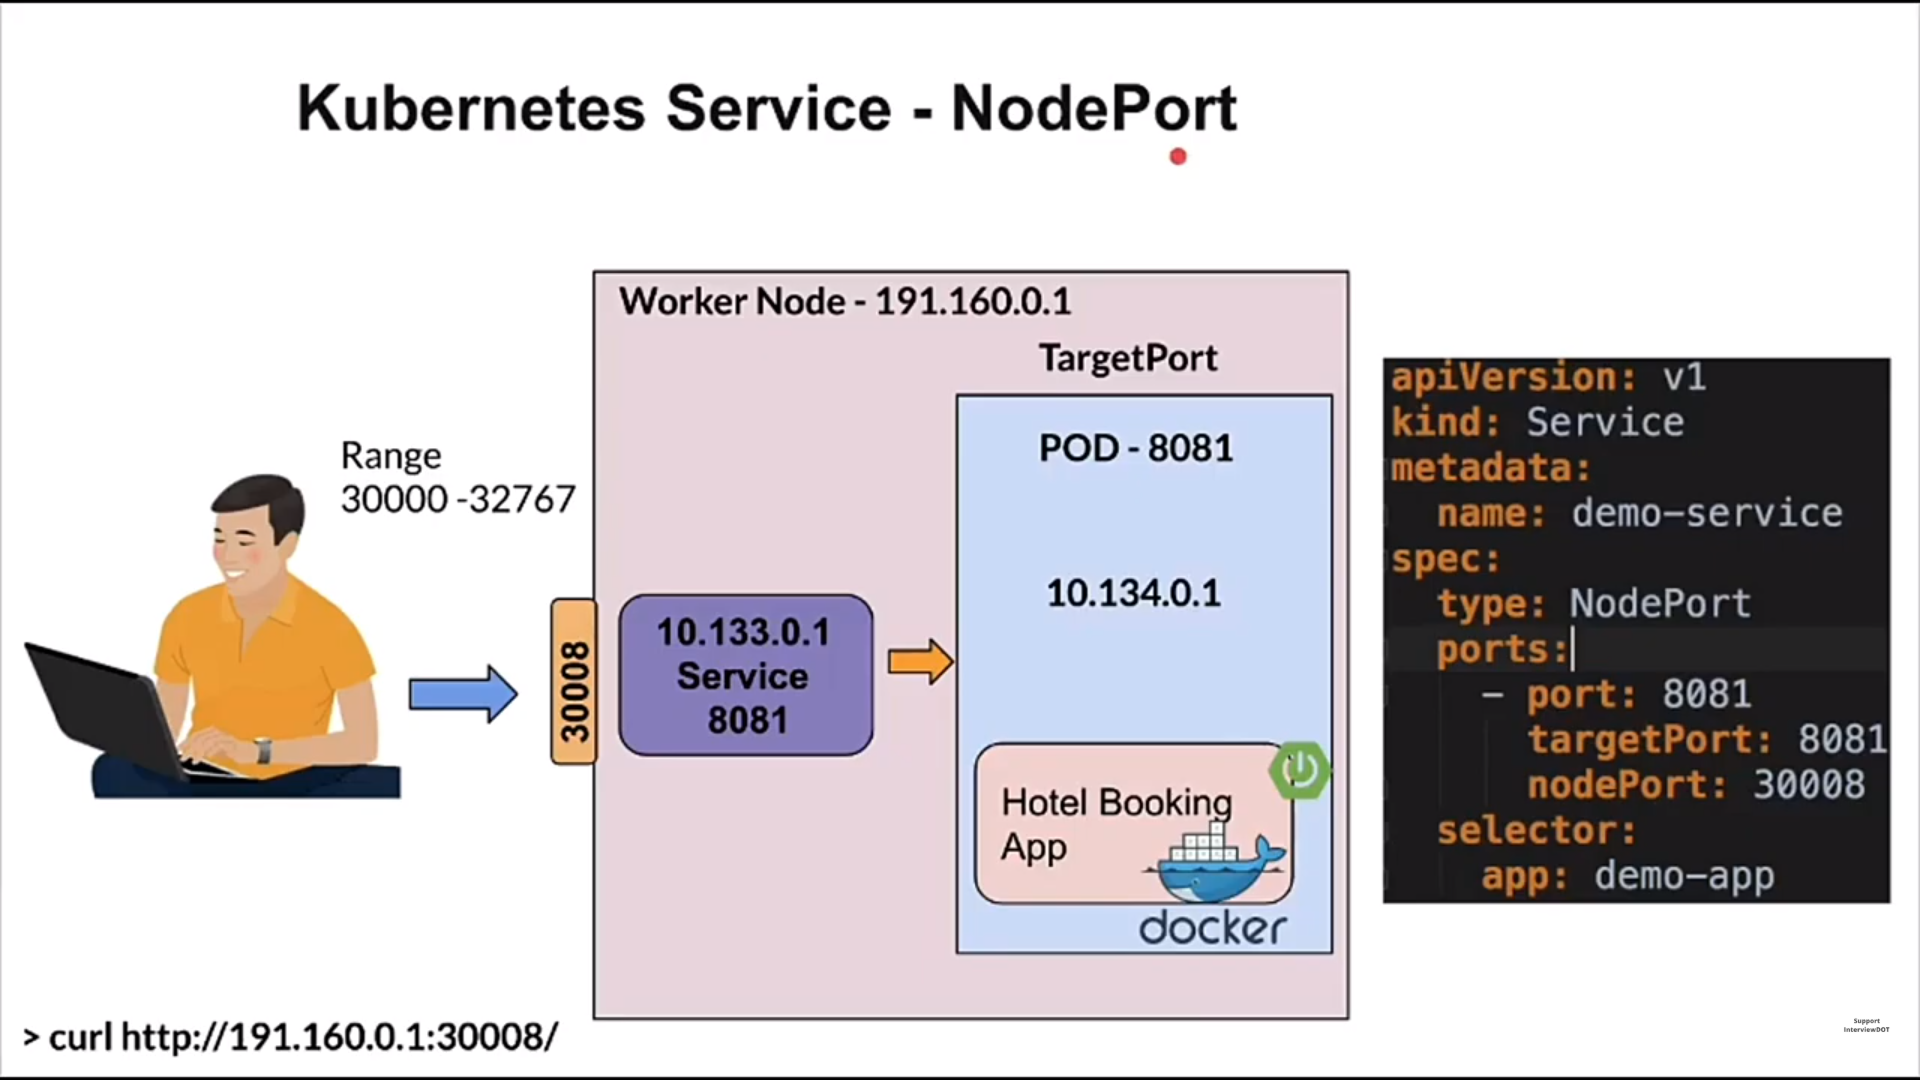 Kubernetes Service - NodePort
Worker Node - 191.160.0.1
TargetPort
POD - 8081
10.134.0.1
Range
30000 -32767
30008
10.133.0.1
Service
8081
Hotel Booking
App
docker
apiVersion: v1
kind: Service
metadata:
name: demo-service
spec:
type: NodePort
ports:
- port: 8081
targetPort: 8081
nodePort: 30008
selector:
app: demo-app
> curl http://191.160.0.1:30008/
Support
InterviewDOT